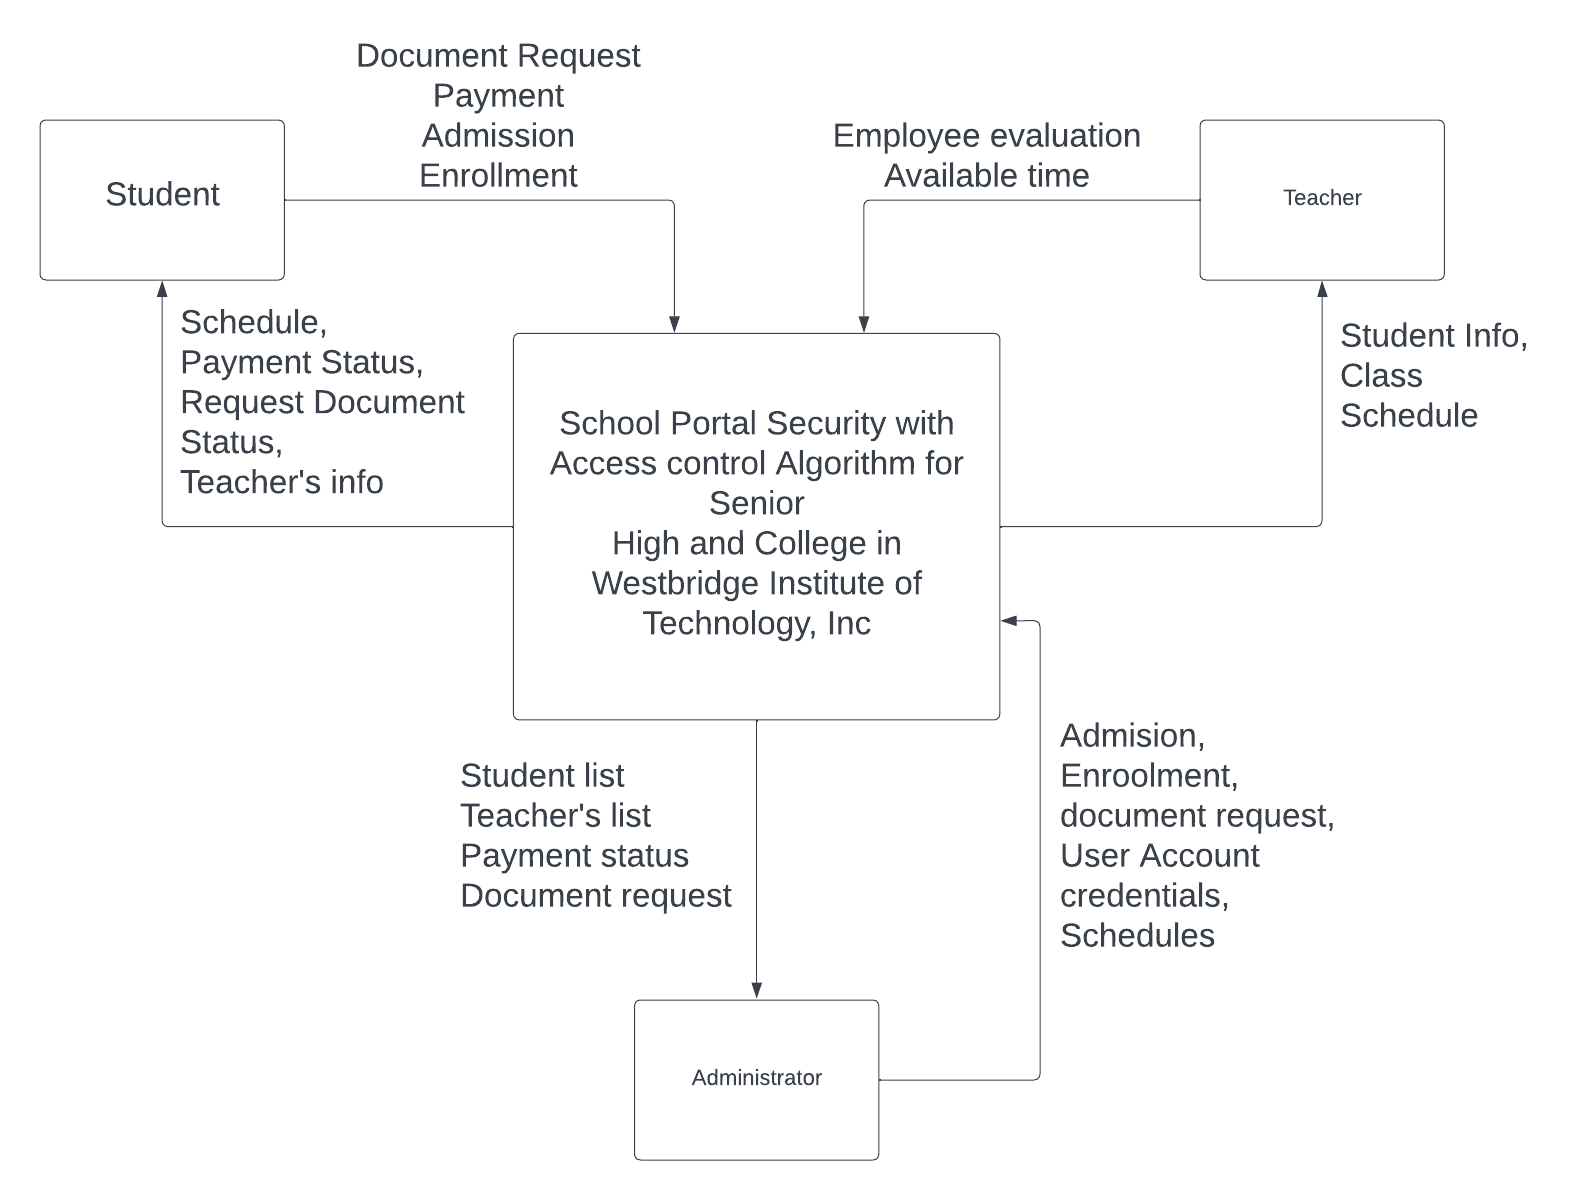 Document Request
Payment
Admission
Enrollment
Employee evaluation
Available time
Student
Teacher
Schedule,
Payment Status,
Request Document
Status,
Teacher's info
Student Info,
Class
Schedule
School Portal Security with
Access control Algorithm for
Senior
High and College in
Westbridge Institute of
Technology, Inc
Student list
Teacher's list
Payment status
Document request
Admision,
Enroolment,
document request,
User Account
credentials,
Schedules
Administrator